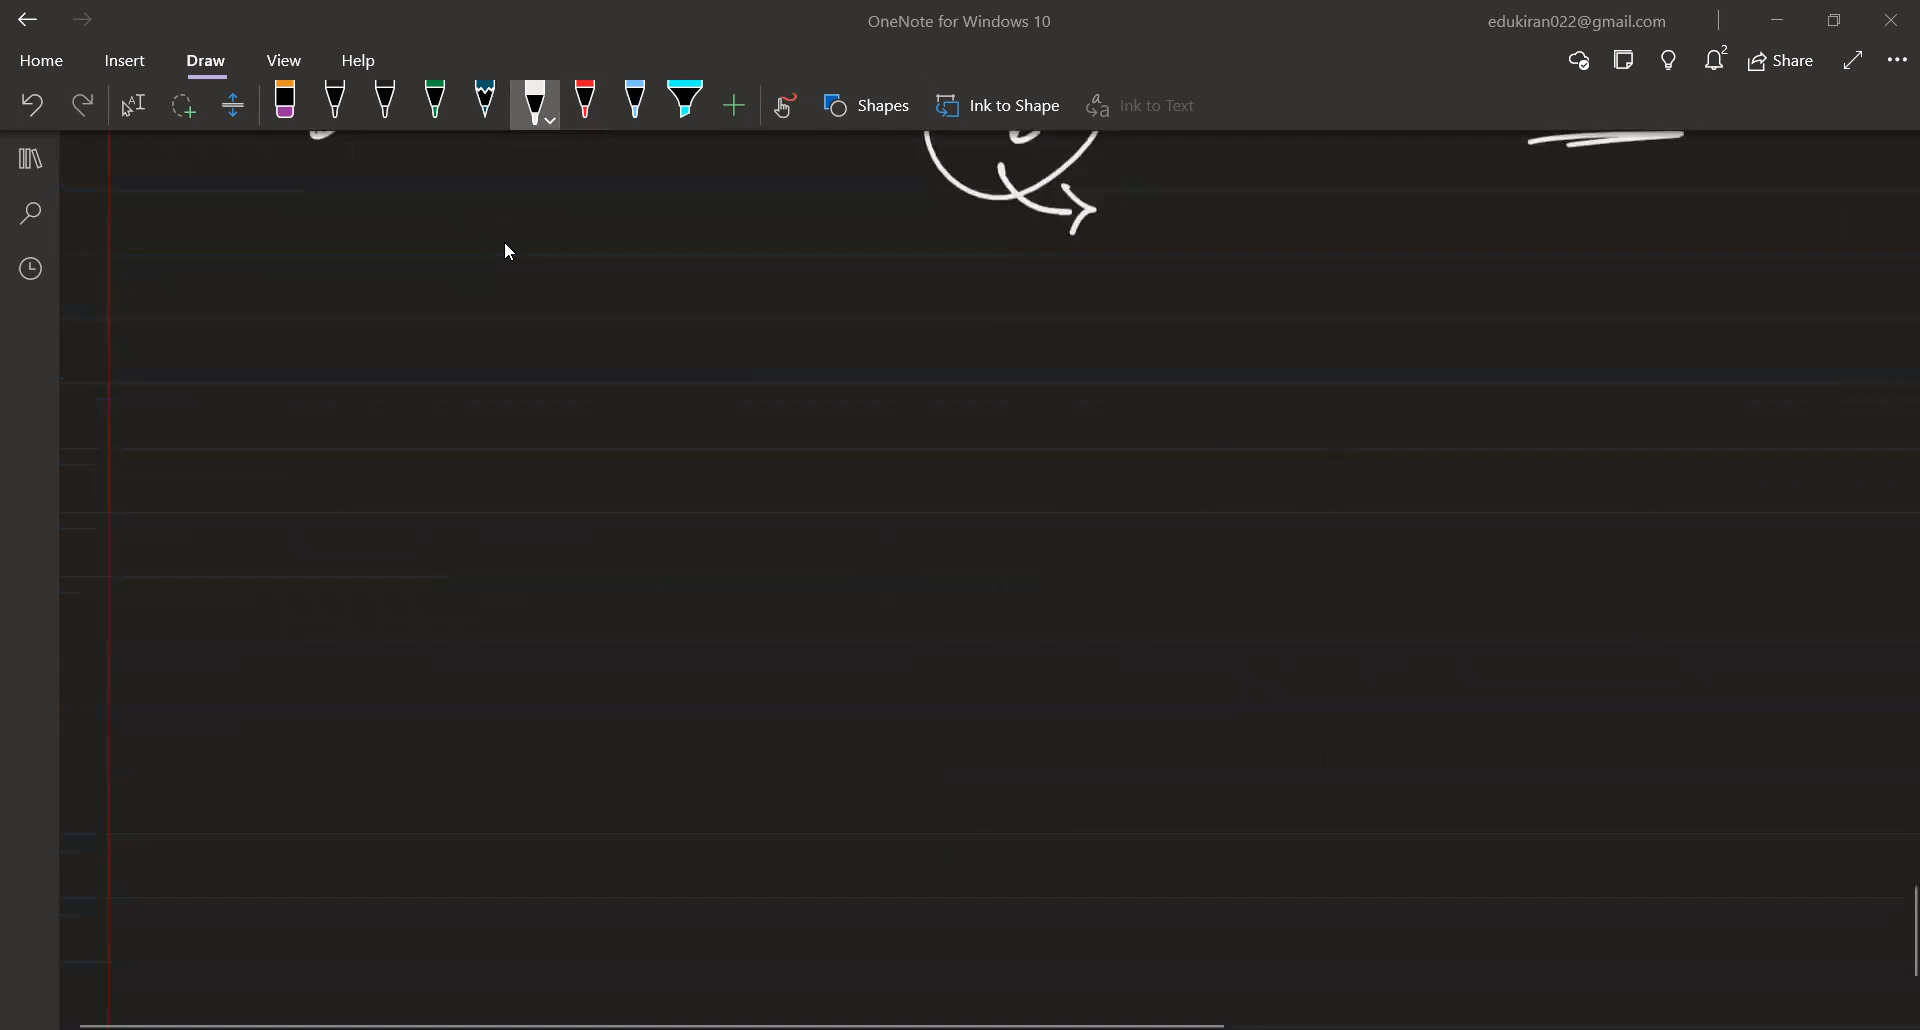 OneNote for Windows 10
edukiran022@gmail.com
Home Insert Draw View Help
2
Share
Shapes
Ink to Shape
Ink to Text